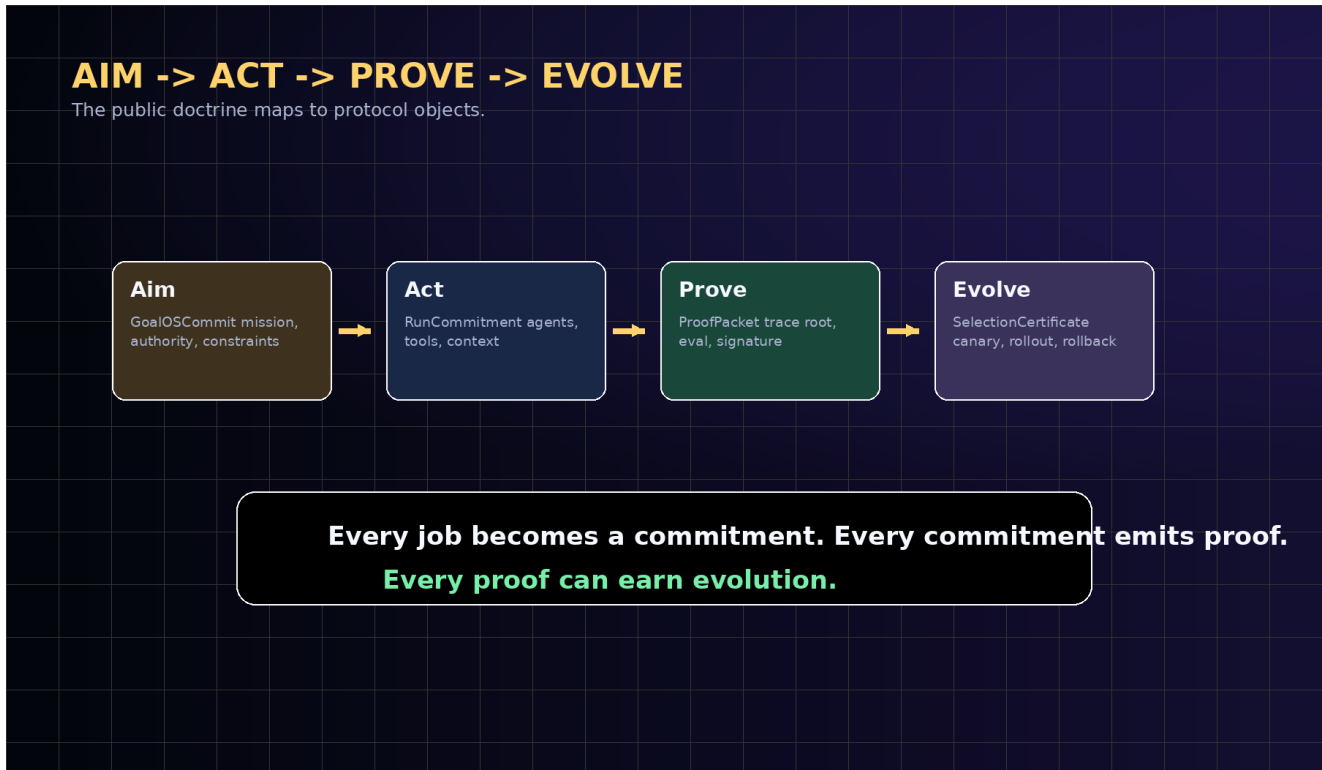 AIM -> ACT -> PROVE -> EVOLVE
The public doctrine maps to protocol objects.
Aim
GoalOSCommit mission,
authority, constraints
Act
RunCommitment agents,
tools, context
Prove
ProofPacket trace root,
eval, signature
Evolve
SelectionCertificate
canary, rollout, rollback
Every job becomes a commitment. Every commitment emits proof.
Every proof can earn evolution.